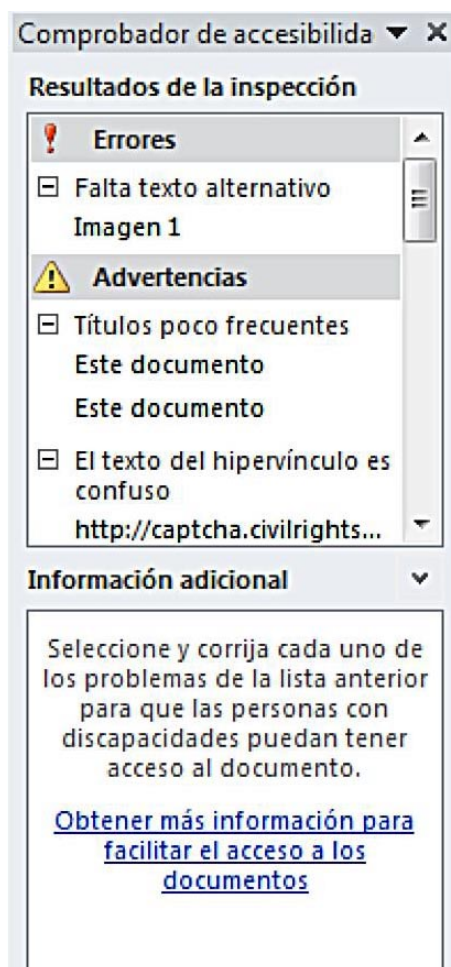 Comprobador de accesibilida
Resultados de la inspección
Errores
Falta texto alternativo
Imagen 1
Advertencias
Títulos poco frecuentes
Este documento
Este documento
El texto del hipervínculo es
confuso
http://captcha.civilrights...
Información adicional
Seleccione y corrija cada uno de
los problemas de la lista anterior
para que las personas con
discapacidades puedan tener
acceso al documento.
Obtener más información para
facilitar el acceso a los
documentos